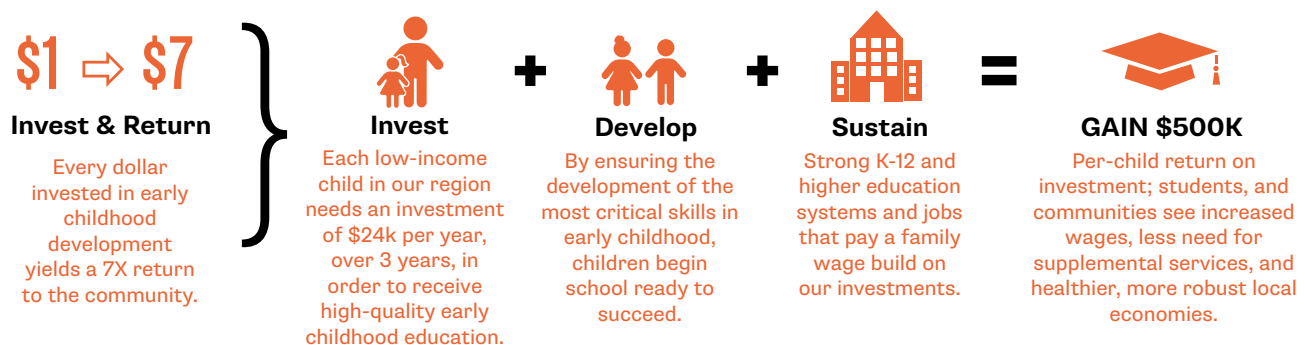 $1 ⇨ $7
Invest & Return
Every dollar
invested in early
childhood
development
yields a 7X return
to the community.
}
Invest
Each low-income
child in our region
needs an investment
of $24k per year,
over 3 years, in
order to receive
high-quality early
childhood education.
+
Develop
By ensuring the
development of the
most critical skills in
early childhood,
children begin
school ready to
succeed.
+
Sustain
Strong K-12 and
higher education
systems and jobs
that pay a family
wage build on
our investments.
=
GAIN $500K
Per-child return on
investment; students, and
communities see increased
wages, less need for
supplemental services, and
healthier, more robust local
economies.